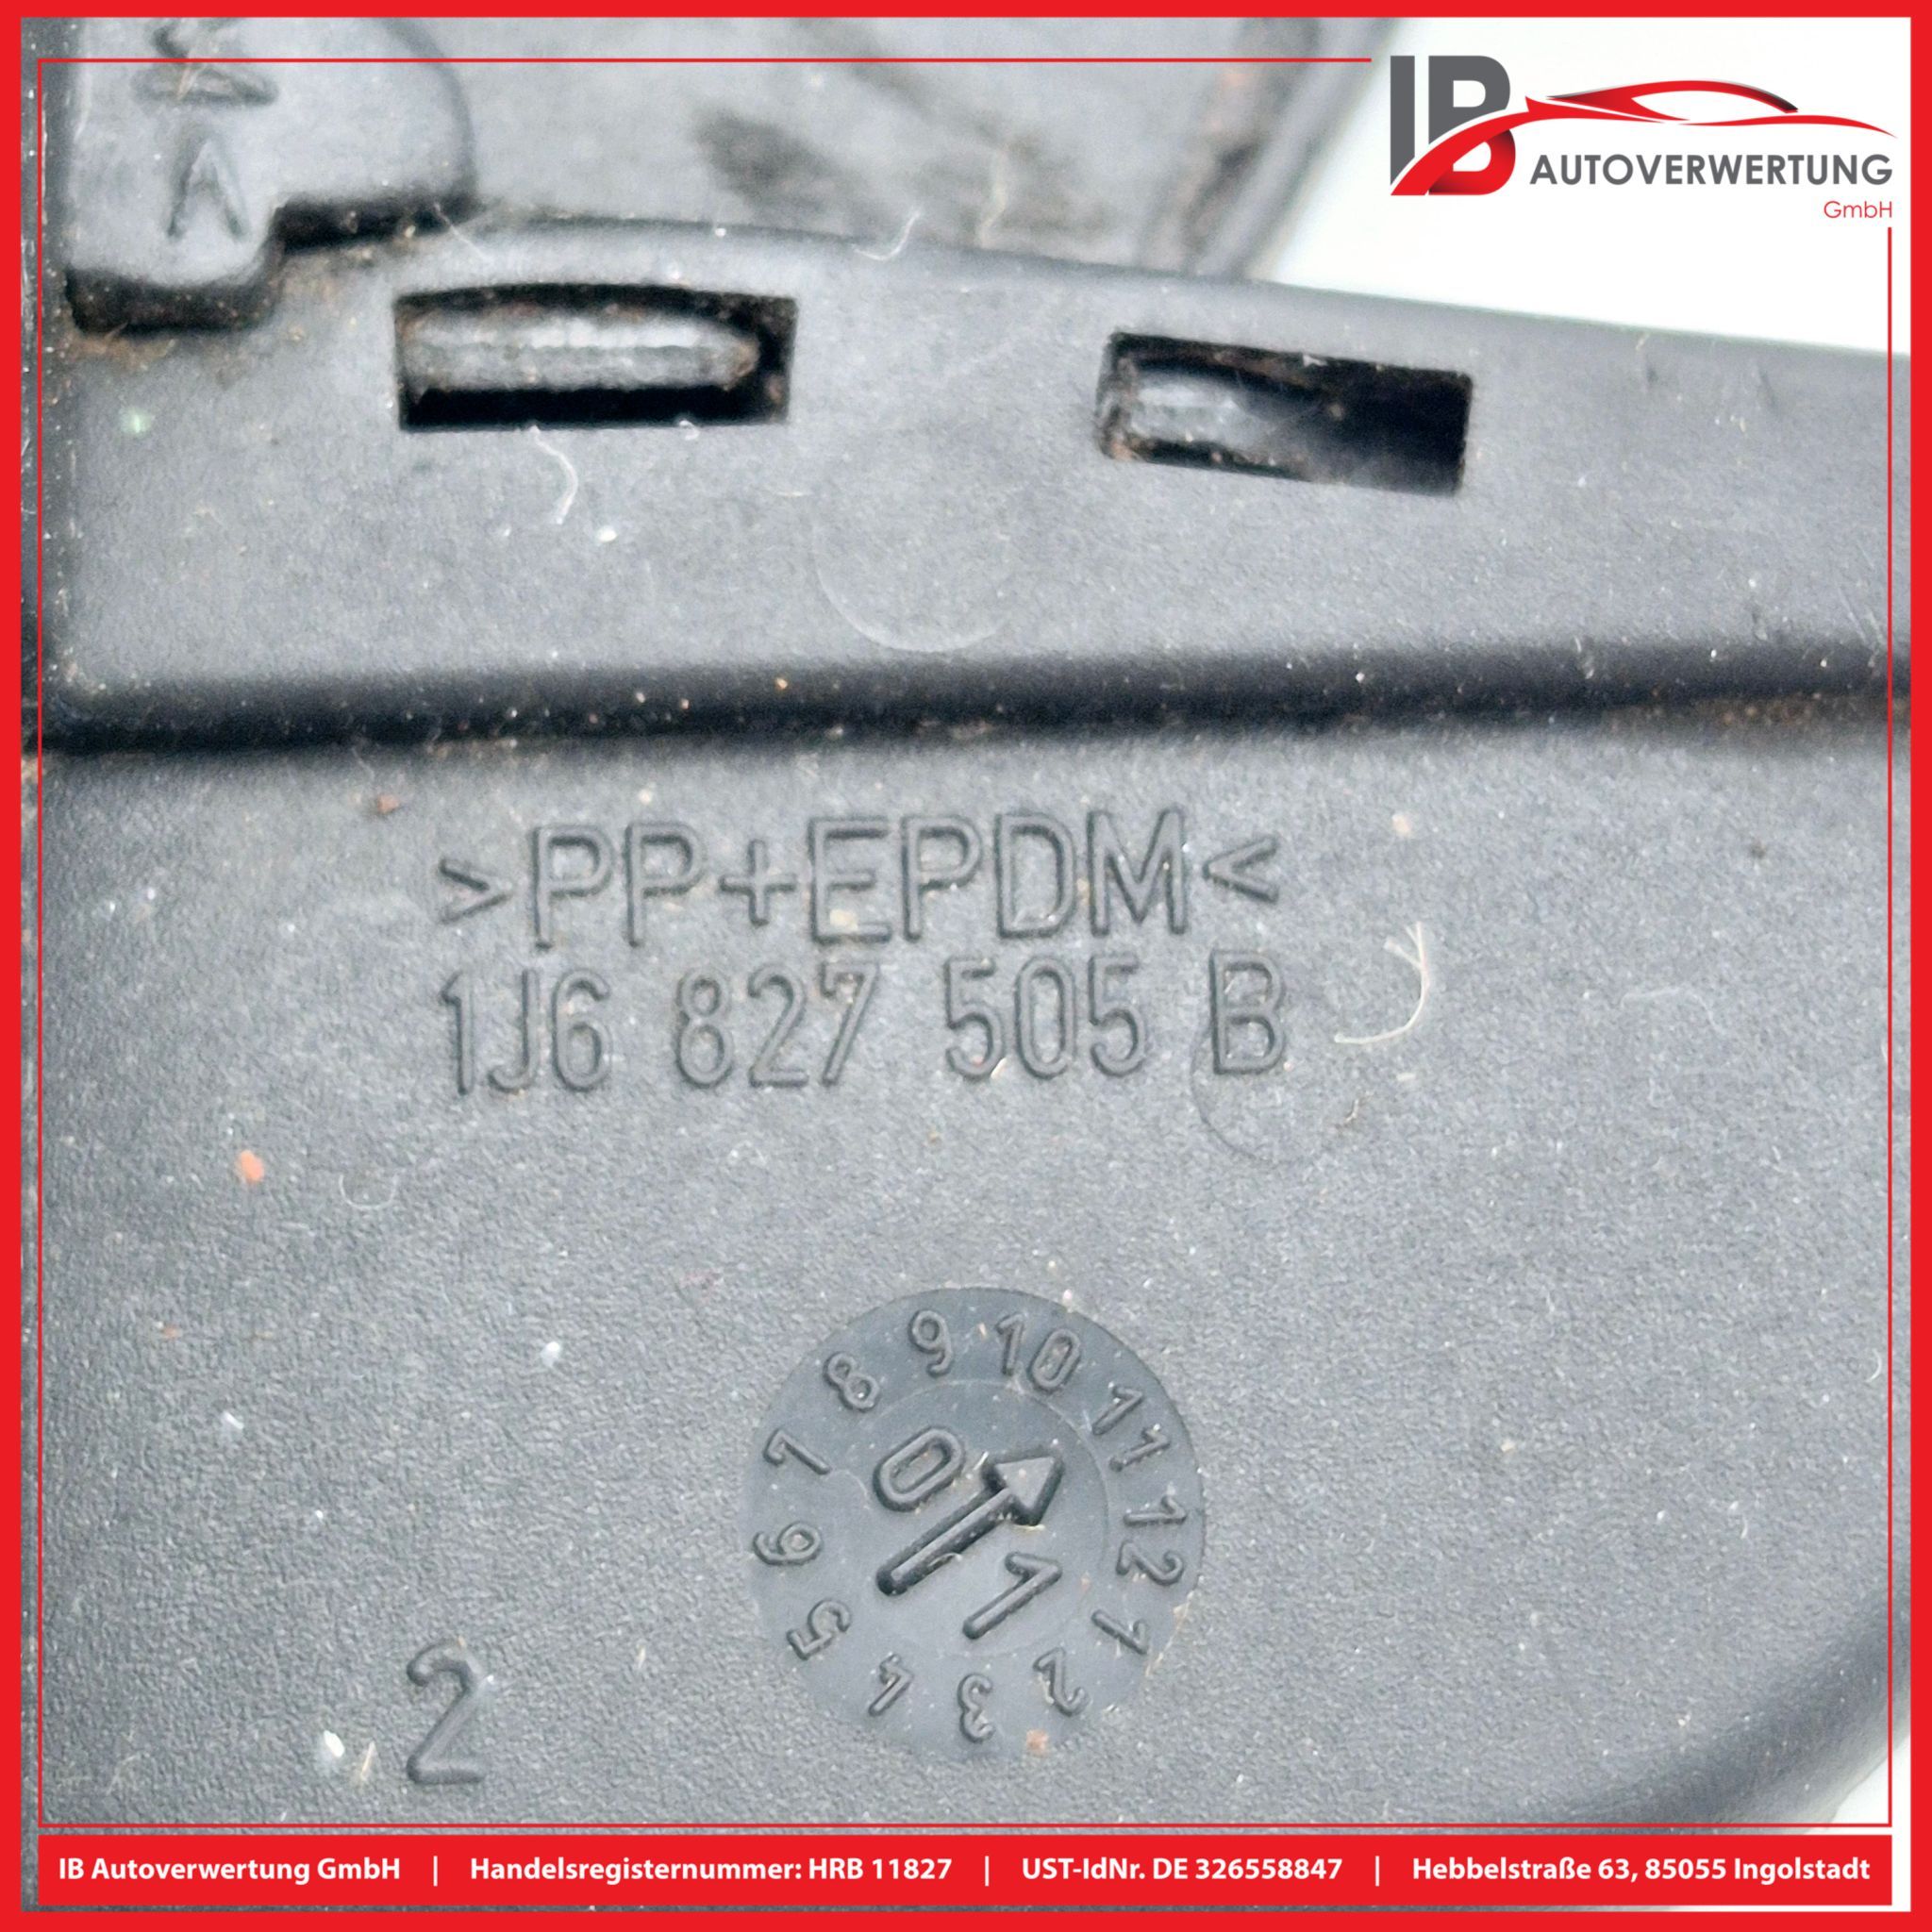 IB
AUTOVERWERTUNG
GmbH
A
>PP+EPDM<
1J6 827 505 B
9 10 11 12 1 2 3 4 5 6 7 8
0 1
2
IB Autoverwertung GmbH | Handelsregisternummer: HRB 11827 | UST-IdNr. DE 326558847 | Hebbelstraße 63, 85055 Ingolstadt